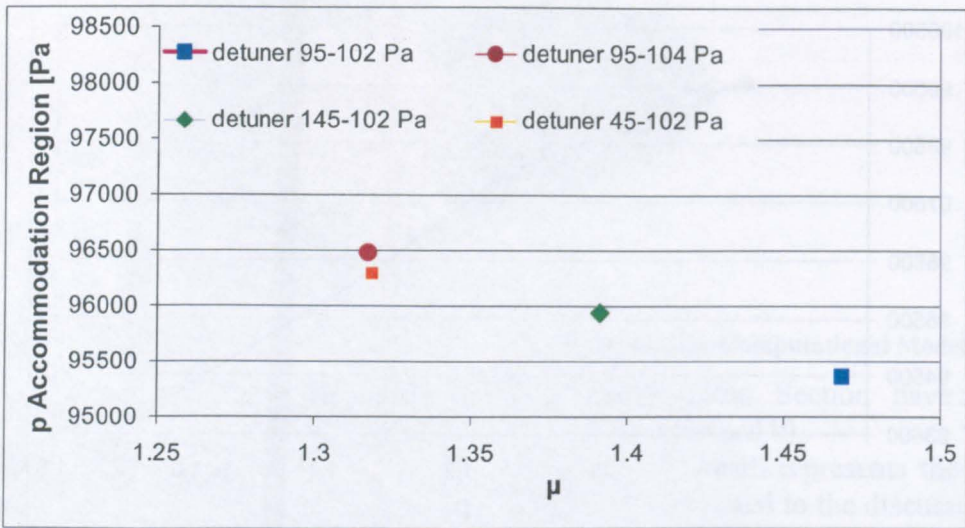 p Accommodation Region [Pa
98500
98000
97500
97000
96500
96000
95500
95000
detuner 95-102 Pa
detuner 95-104 Pa
detuner 145-102 Pa
detuner 45-102 Pa
1.25
1.3
1.35
1.4
1.45
1.5
μ